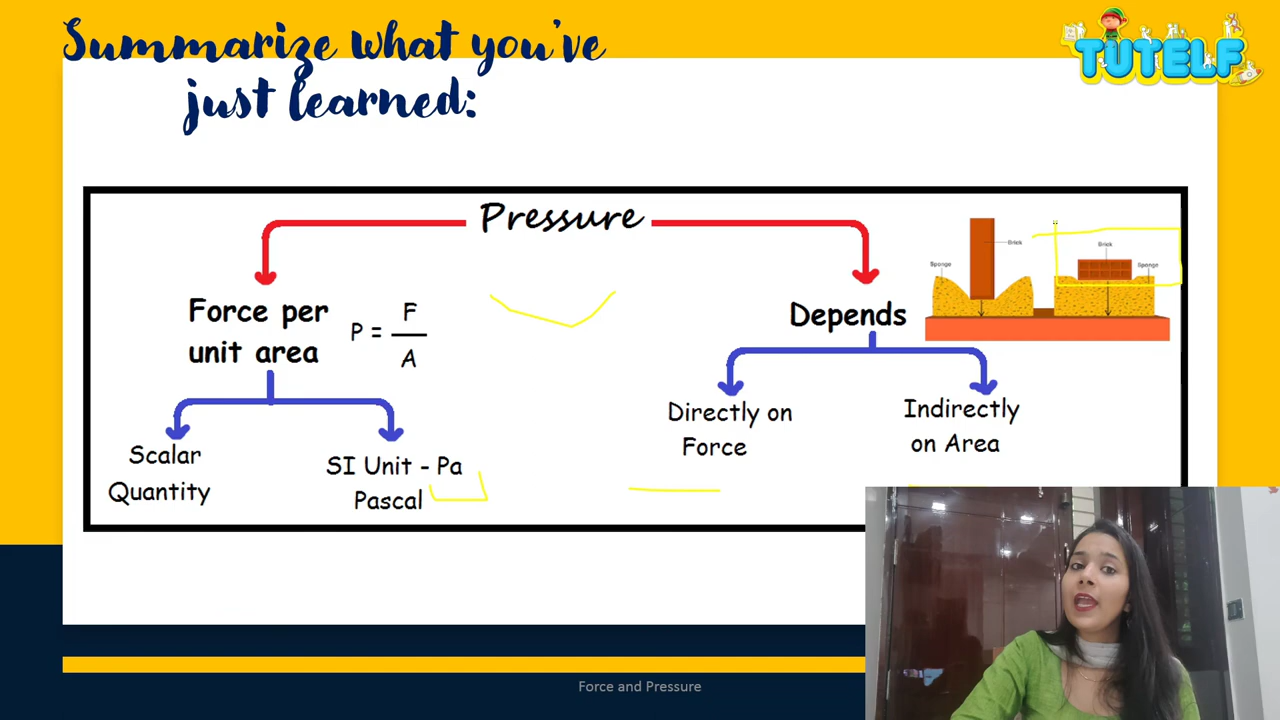 Summarize what you've
just learned:
TUTELF
Pressure
Force per
unit area
P = F
A
Depends
Brick
Sponge
Brick
Sponge
Scalar
Quantity
SI Unit - Pa
Pascal
Directly on
Force
Indirectly
on Area
Force and Pressure